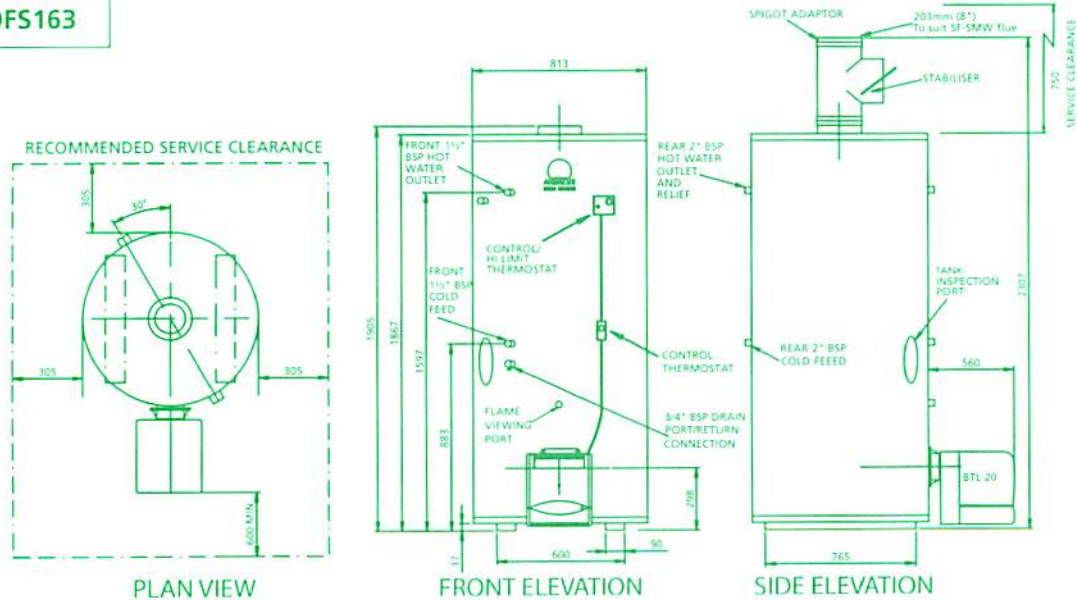 OFS163
RECOMMENDED SERVICE CLEARANCE
305
30°
305
305
600 MIN
PLAN VIEW
813
FRONT 1½"
BSP HOT
WATER
OUTLET
CONTROL/
HI LIMIT
THERMOSTAT
FRONT
1½" BSP
COLD
FEED
CONTROL
THERMOSTAT
FLAME
VIEWING
PORT
3/4" BSP DRAIN
PORT/RETURN
CONNECTION
1905
1867
1597
883
298
17
600
90
FRONT ELEVATION
SPIGOT ADAPTOR
203mm (8")
To suit SF-SMW flue
STABILISER
750
SERVICE CLEARANCE
REAR 2" BSP
HOT WATER
OUTLET
AND
RELIEF
TANK
INSPECTION
PORT
2307
REAR 2" BSP
COLD FEEED
560
BTL 20
765
SIDE ELEVATION